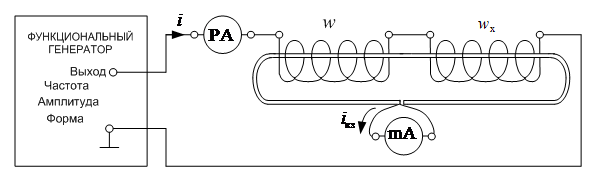 ФУНКЦИОНАЛЬНЫЙ
ГЕНЕРАТОР
Выход
Частота
Амплитуда
Форма
i
PA
w
wx
iкз
mA